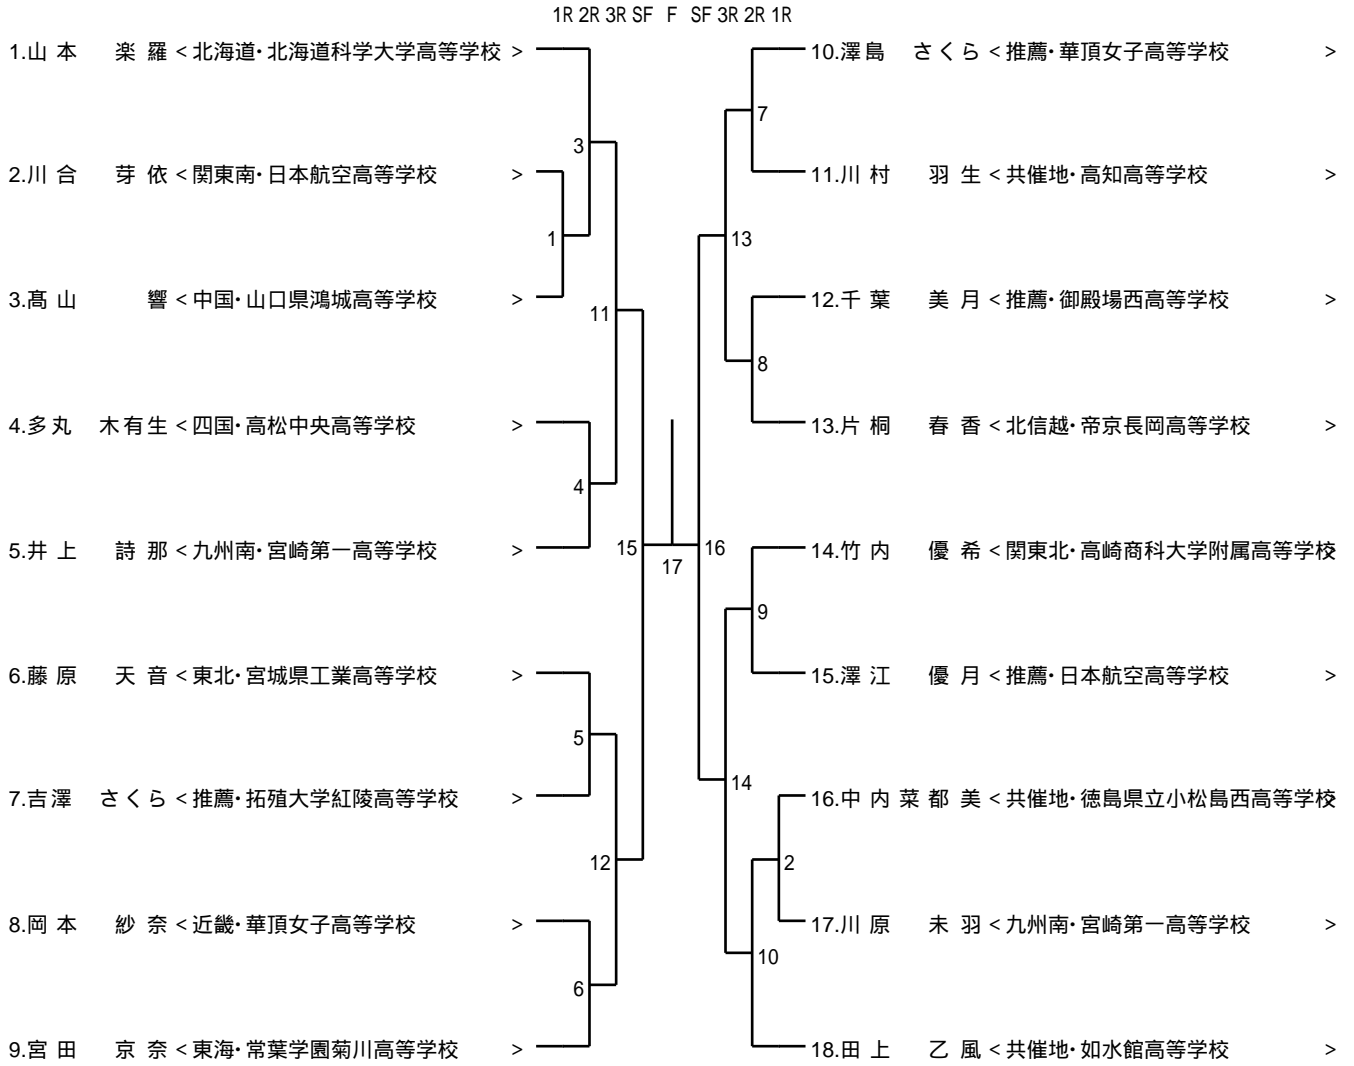 1R 2R 3R SF F SF 3R 2R 1R
1.山本 楽羅 < 北海道・北海道科学大学高等学校 >
2.川合 芽依 < 関東南・日本航空高等学校 >
3.髙山 響 < 中国・山口県鴻城高等学校 >
4.多丸 木有生 < 四国・高松中央高等学校 >
5.井上 詩那 < 九州南・宮崎第一高等学校 >
6.藤原 天音 < 東北・宮城県工業高等学校 >
7.吉澤 さくら < 推薦・拓殖大学紅陵高等学校 >
8.岡本 紗奈 < 近畿・華頂女子高等学校 >
9.宮田 京奈 < 東海・常葉学園菊川高等学校 >
3
1
11
4
15
5
12
6
17
16
7
13
8
9
14
2
10
10.澤島 さくら < 推薦・華頂女子高等学校 >
11.川村 羽生 < 共催地・高知高等学校 >
12.千葉 美月 < 推薦・御殿場西高等学校 >
13.片桐 春香 < 北信越・帝京長岡高等学校 >
14.竹内 優希 < 関東北・高崎商科大学附属高等学校 >
15.澤江 優月 < 推薦・日本航空高等学校 >
16.中内菜都美 < 共催地・徳島県立小松島西高等学校 >
17.川原 未羽 < 九州南・宮崎第一高等学校 >
18.田上 乙風 < 共催地・如水館高等学校 >